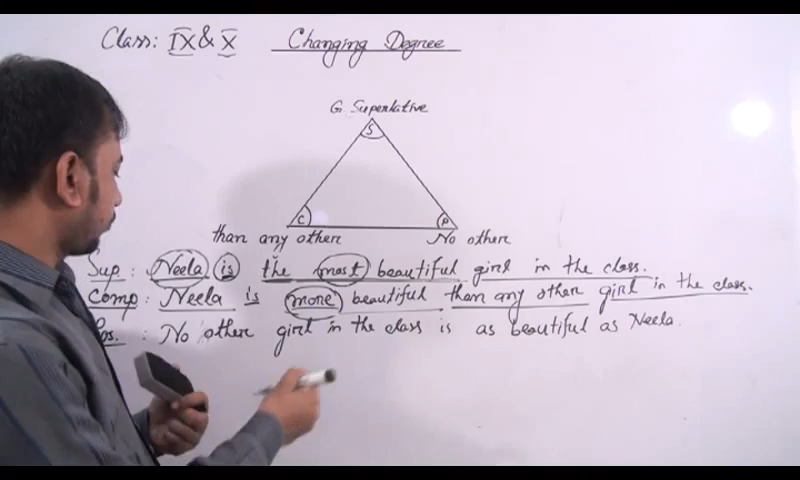 Class: IX & X Changing Degree
G. Superlative
S
C P
than any other No other
Sup: Neela is the most beautiful girl in the class.
Comp: Neela is more beautiful than any other girl in the class.
Pos.: No other girl in the class is as beautiful as Neela.